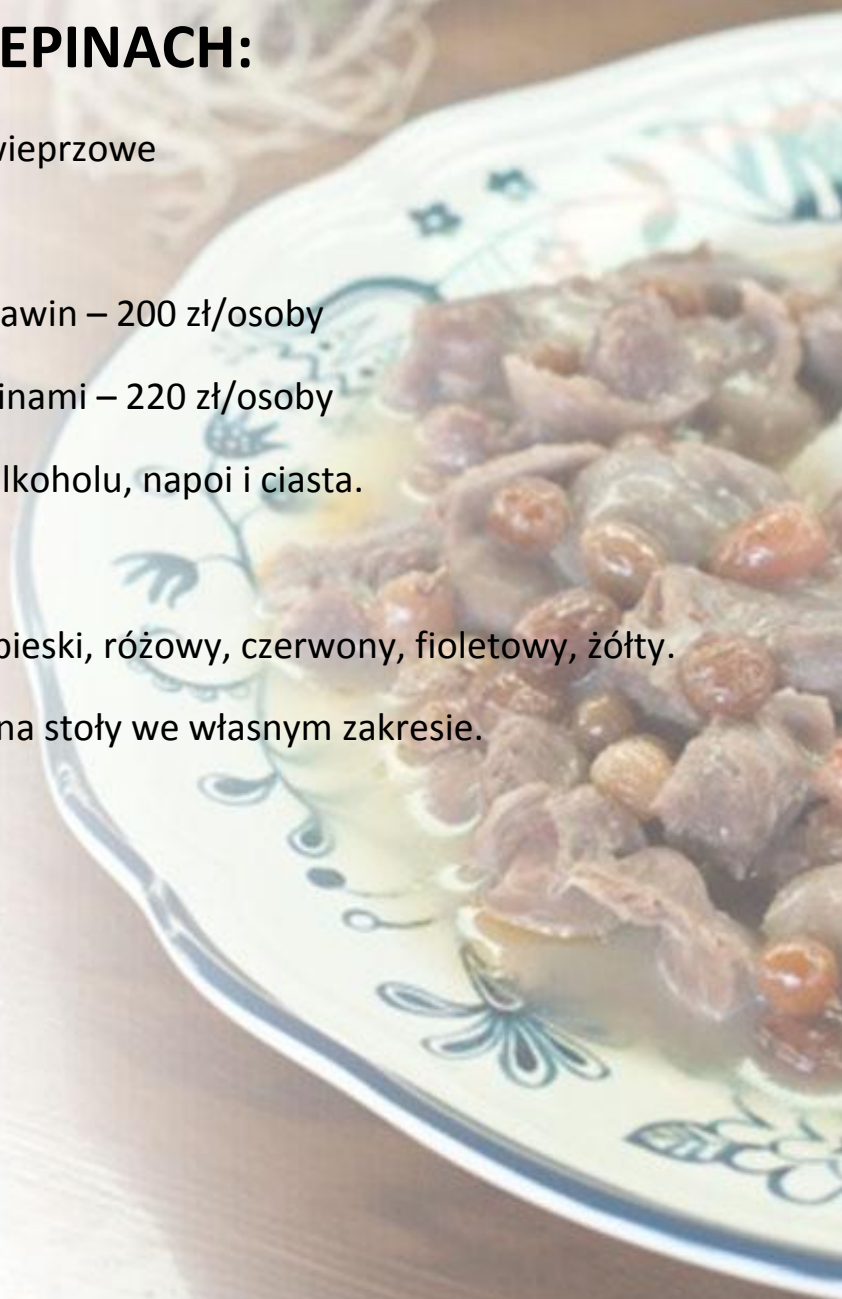 EPINACH:
wieprzowe
awin – 200 zł/osoby
inami – 220 zł/osoby
lkoholu, napoi i ciasta.
bieski, różowy, czerwony, fioletowy, żółty.
na stoły we własnym zakresie.